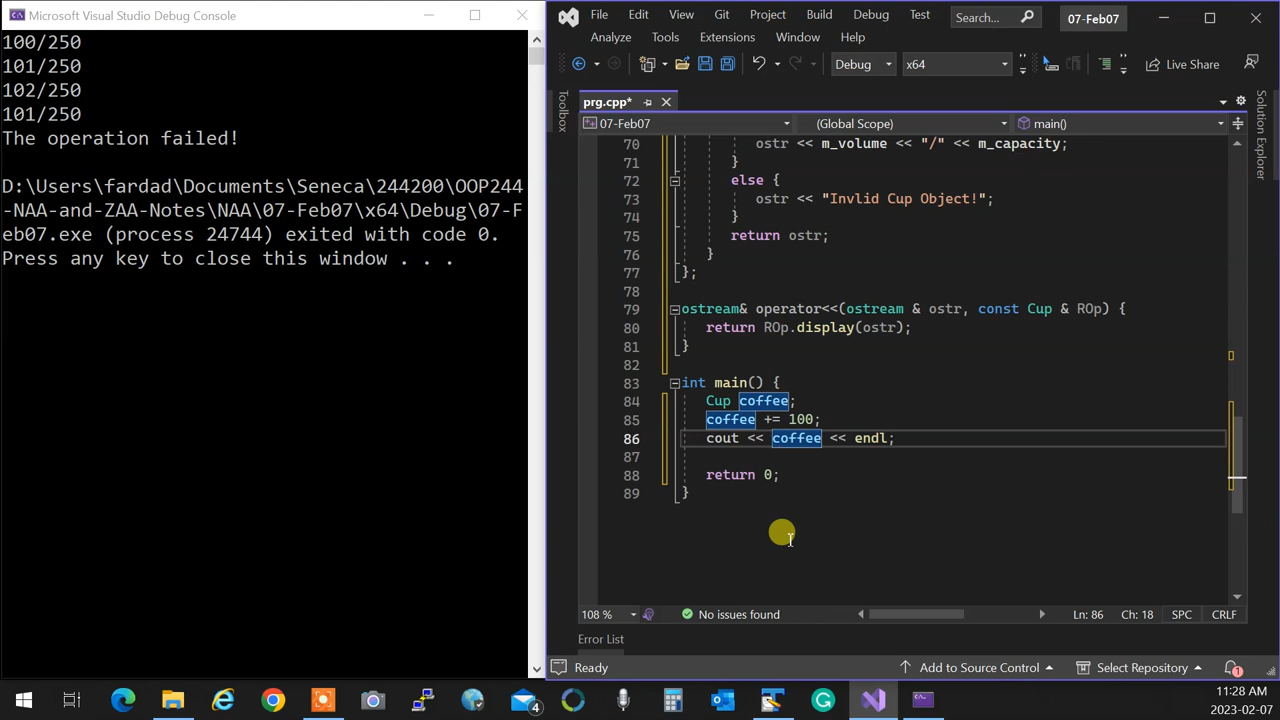 Microsoft Visual Studio Debug Console
100/250
101/250
102/250
101/250
The operation failed!
D:\Users\fardad\Documents\Seneca\244200\OOP244
-NAA-and-ZAA-Notes\NAA\07-Feb07\x64\Debug\07-F
eb07.exe (process 24744) exited with code 0.
Press any key to close this window . . .
File Edit View Git Project Build Debug Test Search... 07-Feb07
Analyze Tools Extensions Window Help
Debug x64 Live Share
Toolbox
prg.cpp*
07-Feb07 (Global Scope) main()
70 ostr << m_volume << "/" << m_capacity;
71 }
72 else {
73 ostr << "Invlid Cup Object!";
74 }
75 return ostr;
76 }
77 };
78
79 ostream& operator<<(ostream & ostr, const Cup & ROp) {
80 return ROp.display(ostr);
81 }
82
83 int main() {
84 Cup coffee;
85 coffee += 100;
86 cout << coffee << endl;
87
88 return 0;
89 }
Solution Explorer
108 % No issues found Ln: 86 Ch: 18 SPC CRLF
Error List
Ready Add to Source Control Select Repository 1
4
11:28 AM
2023-02-07